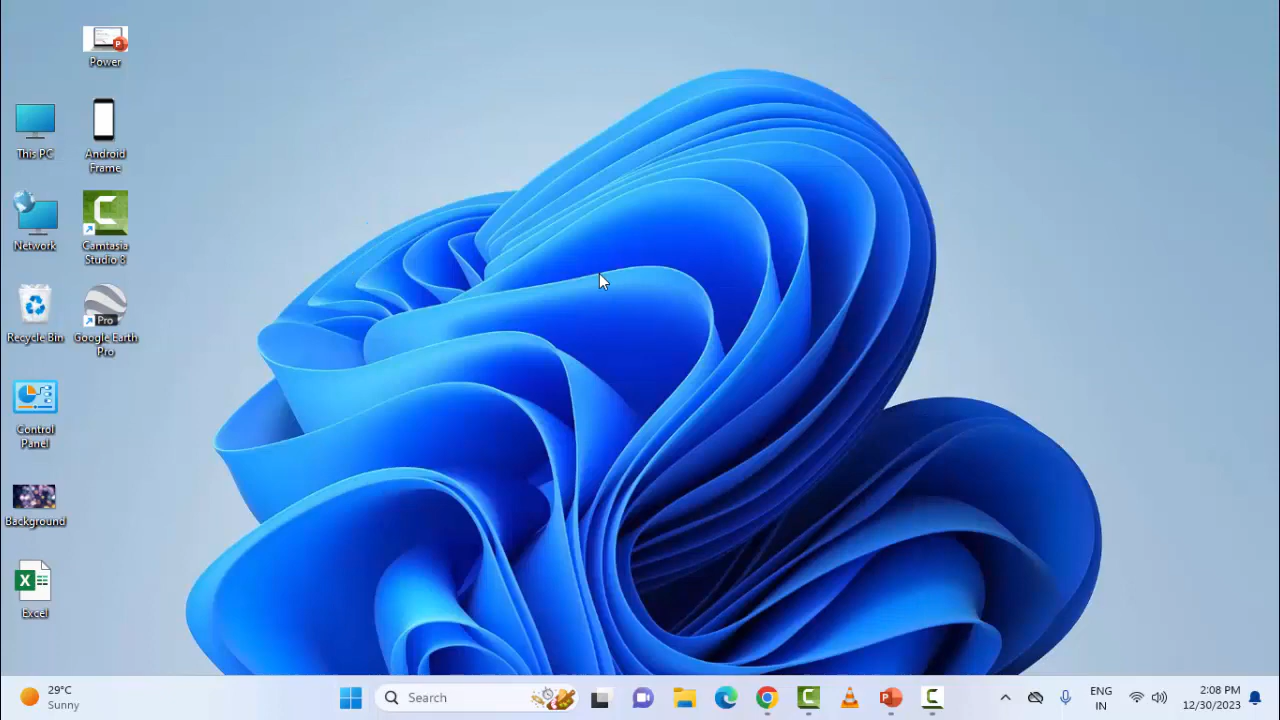 Power
This PC
Android
Frame
Network
Camtasia
Studio 8
Recycle Bin
Pro
Google Earth
Pro
Control
Panel
Background
Excel
29°C
Sunny
Search
ENG
IN
2:08 PM
12/30/2023